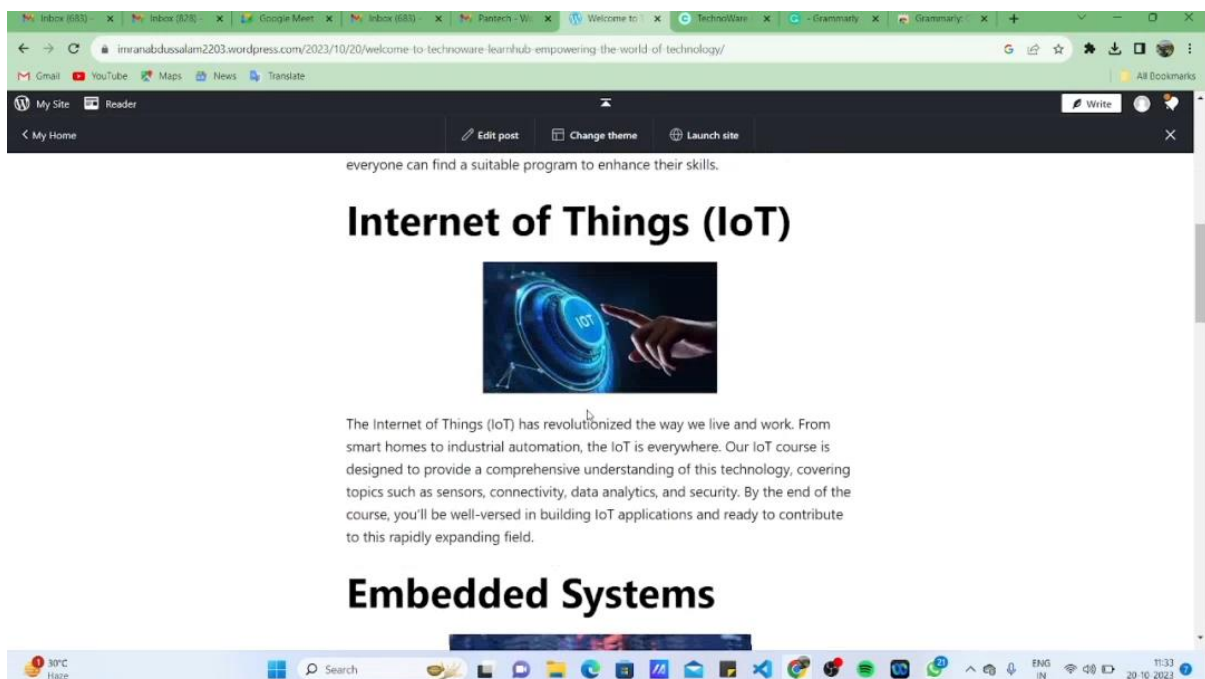 Inbox (683) - Inbox (828) - Google Meet Inbox (683) - Pantech - W Welcome to TechnoWare - Grammarly Grammarly:
imranabdussalam2203.wordpress.com/2023/10/20/welcome-to-technoware-learnhub-empowering-the-world-of-technology/
Gmail YouTube Maps News Translate All Bookmarks
My Site Reader Write
My Home Edit post Change theme Launch site
everyone can find a suitable program to enhance their skills.
Internet of Things (IoT)
IOT
The Internet of Things (IoT) has revolutionized the way we live and work. From
smart homes to industrial automation, the IoT is everywhere. Our IoT course is
designed to provide a comprehensive understanding of this technology, covering
topics such as sensors, connectivity, data analytics, and security. By the end of the
course, you'll be well-versed in building IoT applications and ready to contribute
to this rapidly expanding field.
Embedded Systems
30°C Search ENG 11:33
Haze IN 20-10-2023